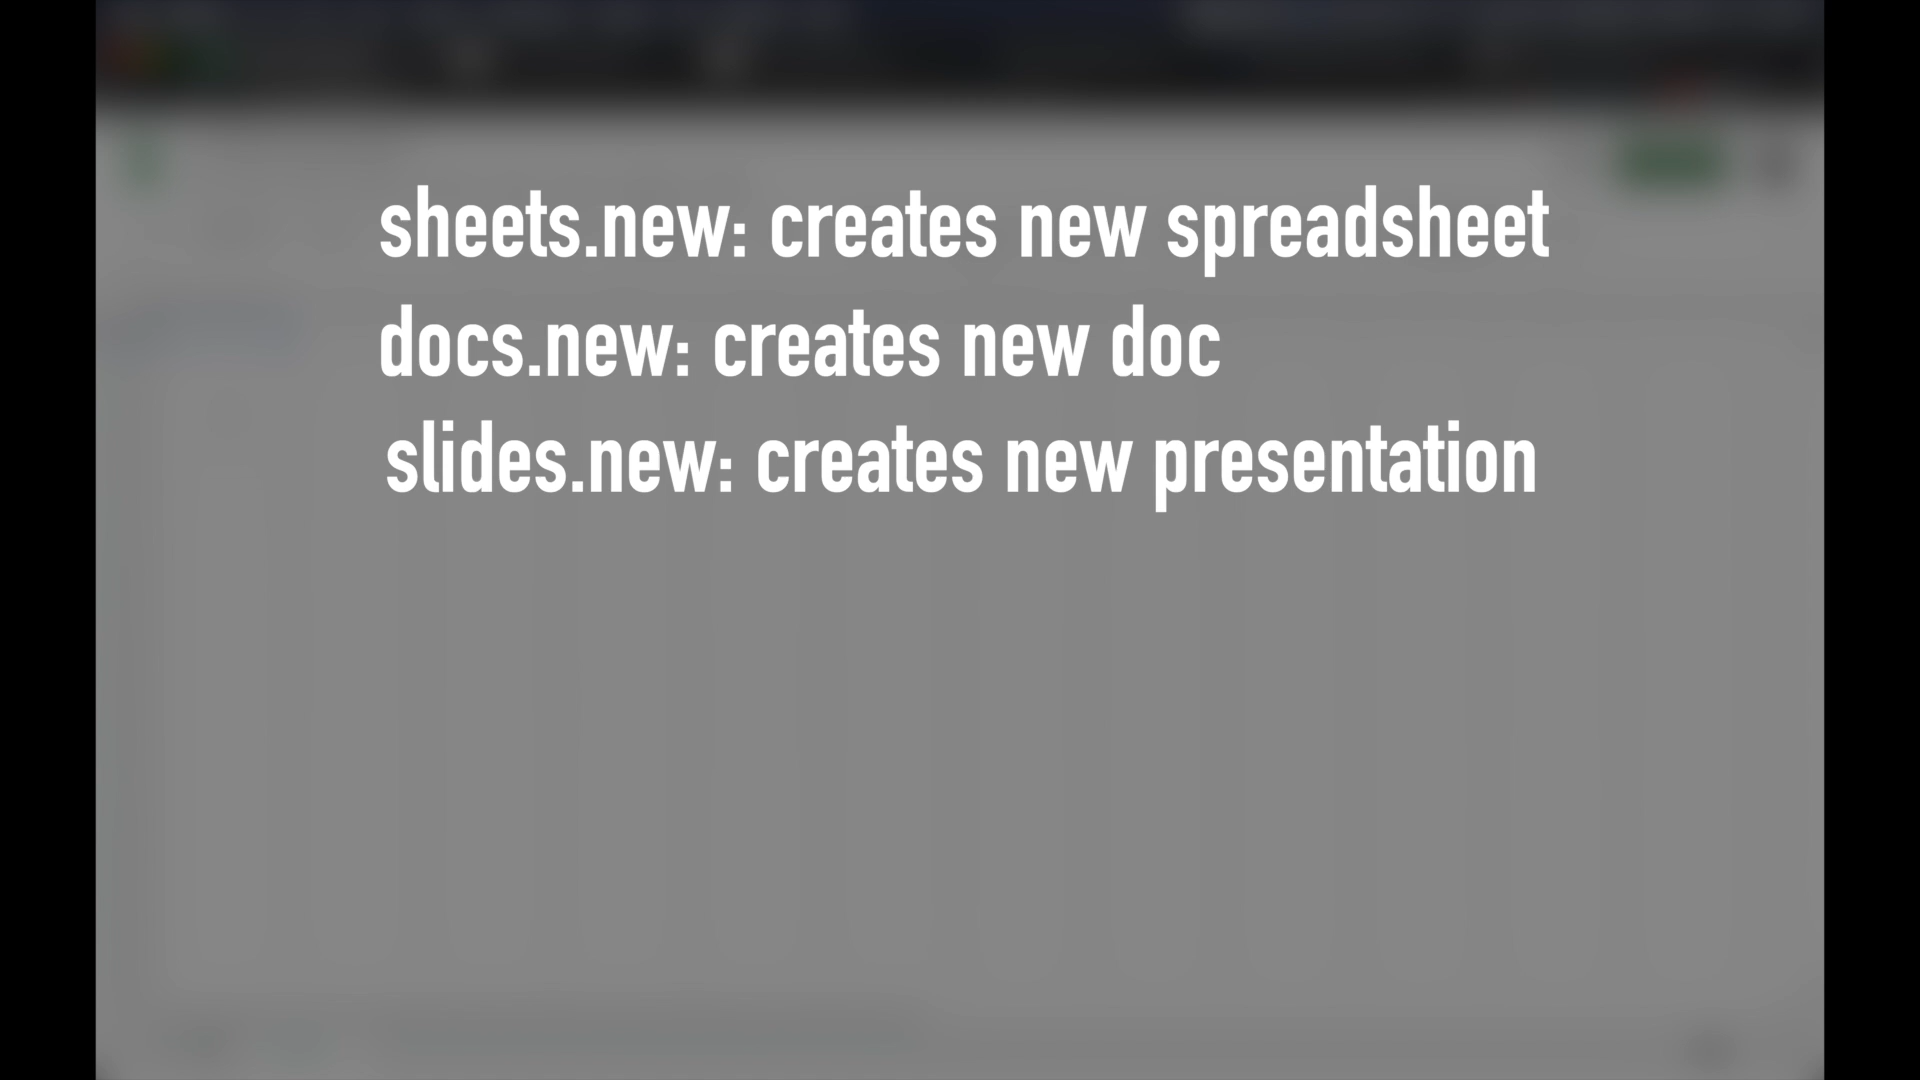 sheets.new: creates new spreadsheet
docs.new: creates new doc
slides.new: creates new presentation